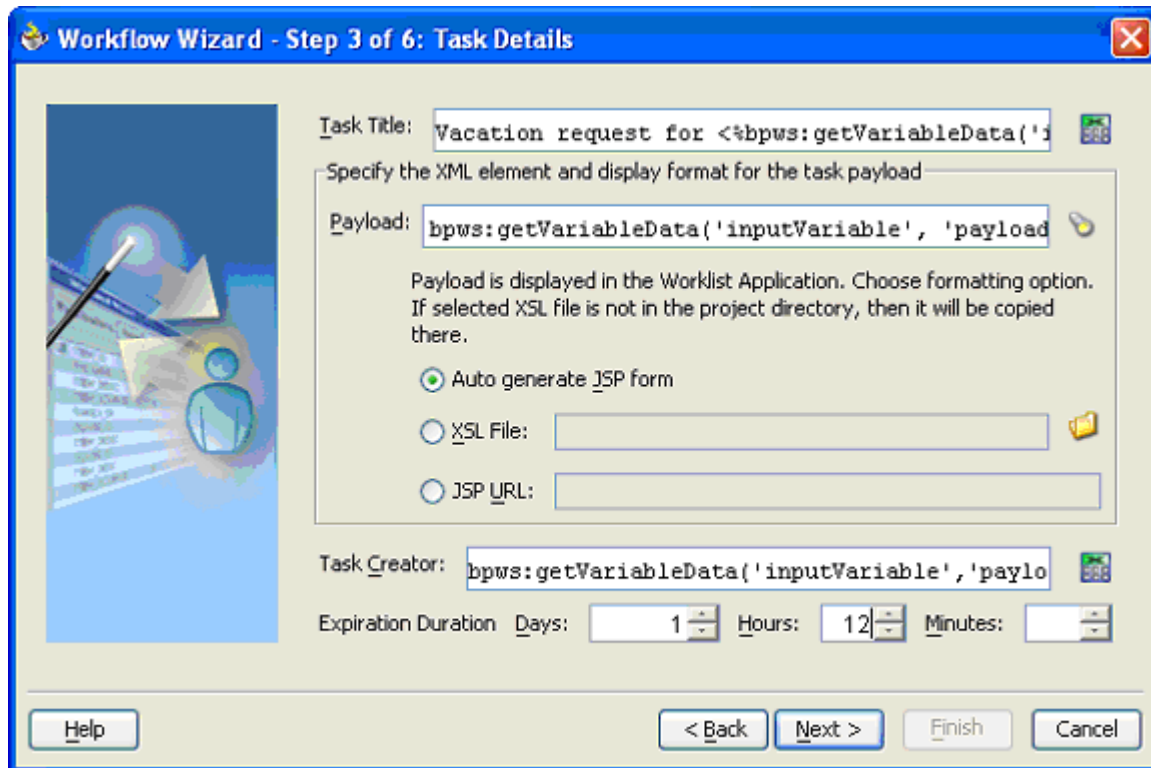 Workflow Wizard - Step 3 of 6: Task Details
Task Title: Vacation request for <%bpws:getVariableData('i
Specify the XML element and display format for the task payload
Payload: bpws:getVariableData('inputVariable', 'payload
Payload is displayed in the Worklist Application. Choose formatting option.
If selected XSL file is not in the project directory, then it will be copied
there.
Auto generate JSP form
XSL File:
JSP URL:
Task Creator: bpws:getVariableData('inputVariable','paylo
Expiration Duration Days: 1 Hours: 12 Minutes:
Help < Back Next > Finish Cancel